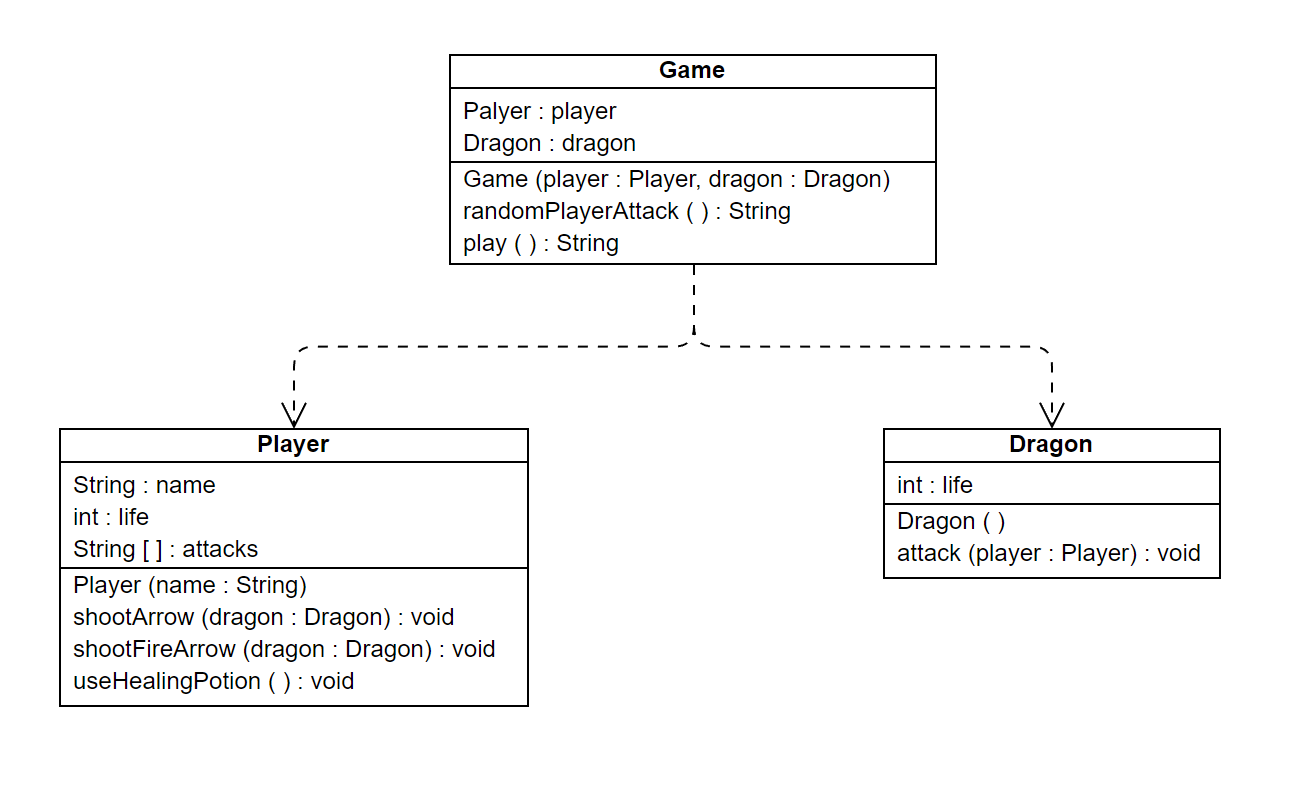 Game
Palyer : player
Dragon : dragon
Game (player : Player, dragon : Dragon)
randomPlayerAttack ( ) : String
play ( ) : String
Player
String : name
int : life
String [ ] : attacks
Player (name : String)
shootArrow (dragon : Dragon) : void
shootFireArrow (dragon : Dragon) : void
useHealingPotion ( ) : void
Dragon
int : life
Dragon ( )
attack (player : Player) : void